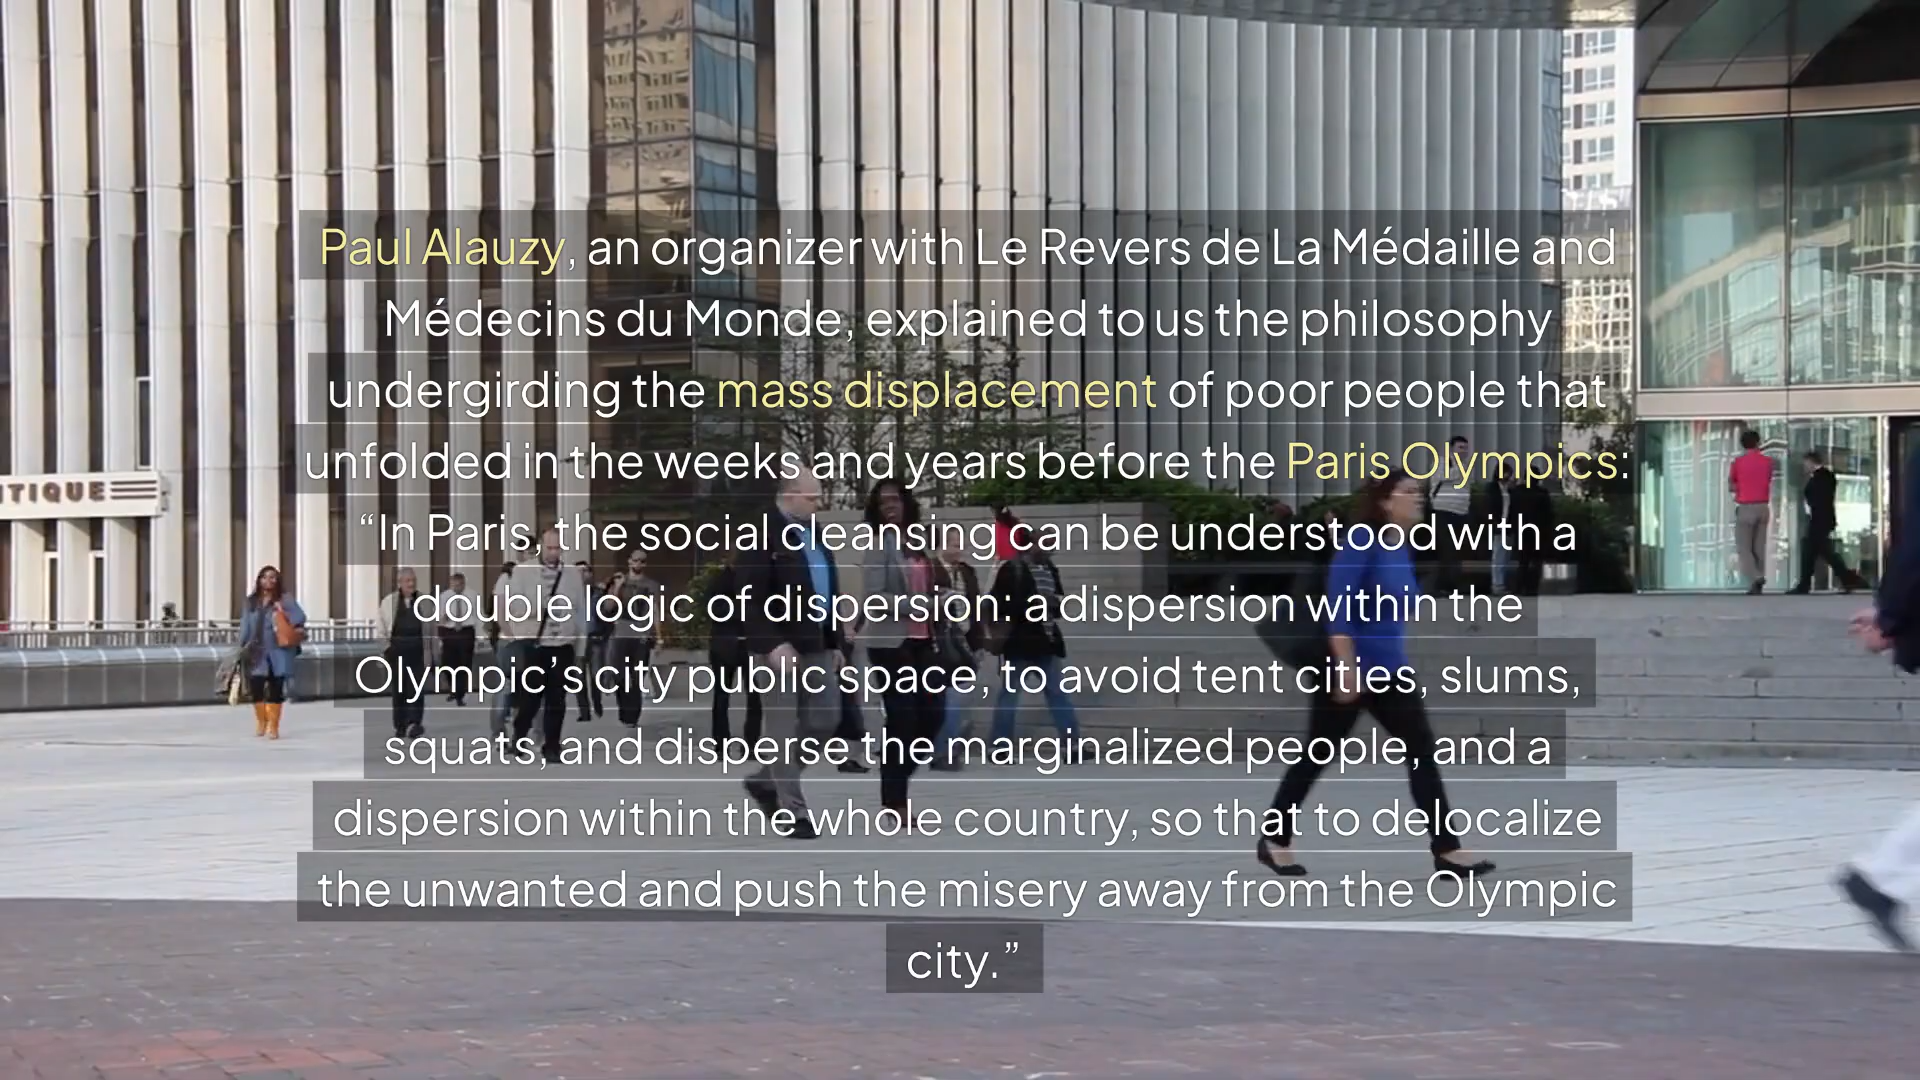 Paul Alauzy, an organizer with Le Revers de La Médaille and
Médecins du Monde, explained to us the philosophy
undergirding the mass displacement of poor people that
unfolded in the weeks and years before the Paris Olympics:
“In Paris, the social cleansing can be understood with a
double logic of dispersion: a dispersion within the
Olympic’s city public space, to avoid tent cities, slums,
squats, and disperse the marginalized people, and a
dispersion within the whole country, so that to delocalize
the unwanted and push the misery away from the Olympic
city.”